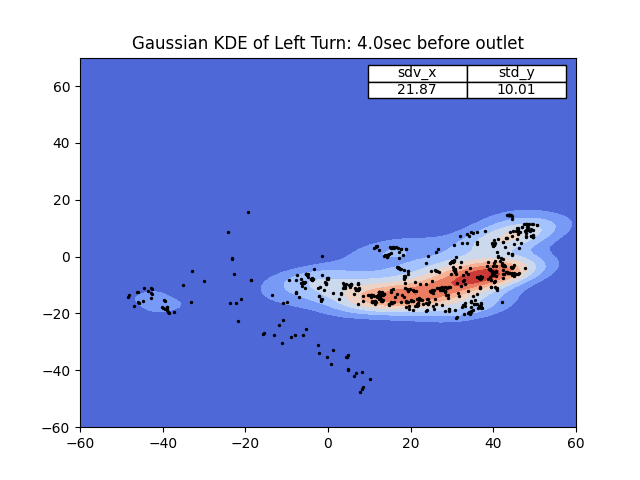 Gaussian KDE of Left Turn: 4.0sec before outlet
sdv_x std_y
21.87 10.01
60
40
20
0
−20
−40
−60
−60 −40 −20 0 20 40 60